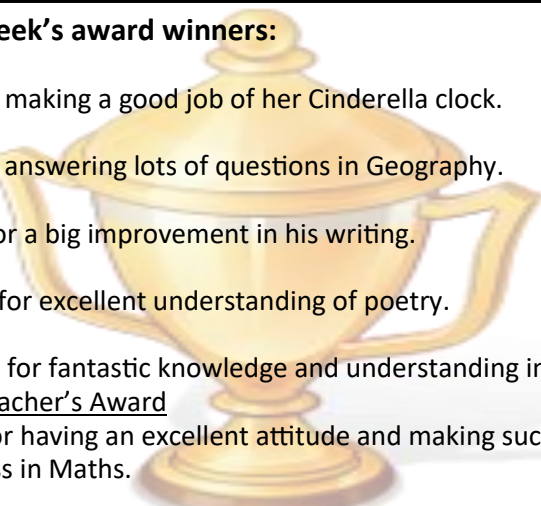 eek's award winners:
making a good job of her Cinderella clock.
answering lots of questions in Geography.
or a big improvement in his writing.
for excellent understanding of poetry.
for fantastic knowledge and understanding in
acher's Award
or having an excellent attitude and making suc
ss in Maths.